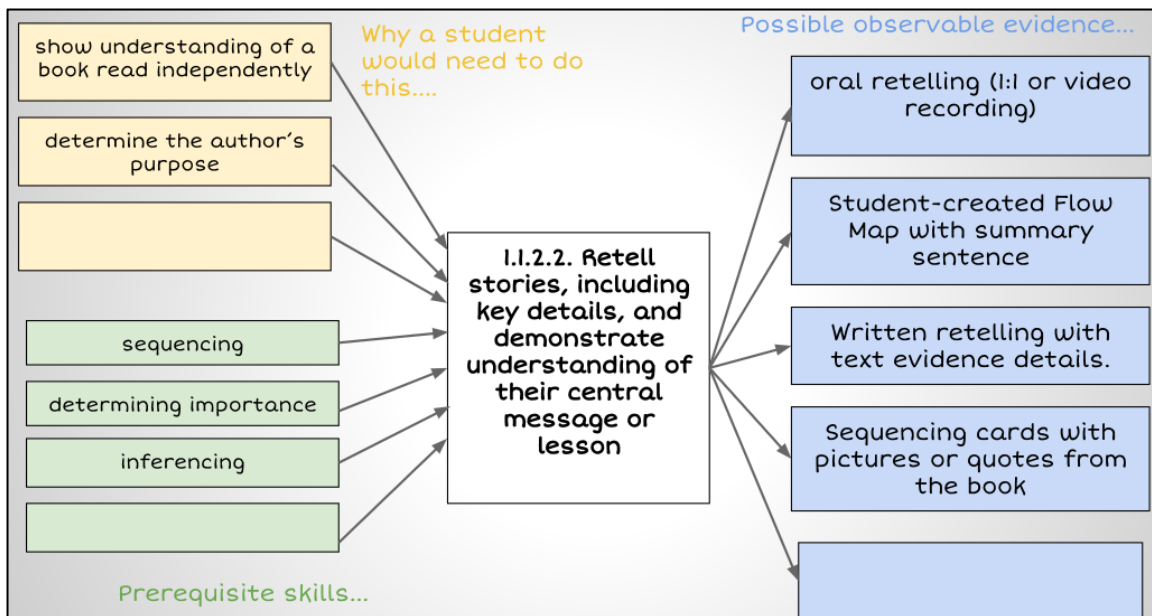 show understanding of a
book read independently
determine the author's
purpose
Why a student
would need to do
this....
sequencing
determining importance
inferencing
Prerequisite skills...
1.1.2.2. Retell
stories, including
key details, and
demonstrate
understanding of
their central
message or
lesson
Possible observable evidence...
oral retelling (1:1 or video
recording)
Student-created Flow
Map with summary
sentence
Written retelling with
text evidence details.
Sequencing cards with
pictures or quotes from
the book